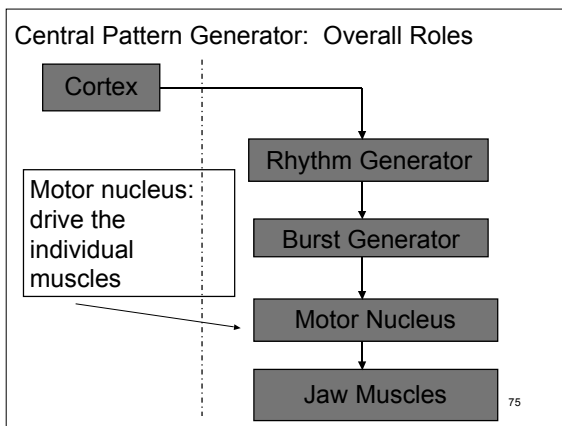 Central Pattern Generator: Overall Roles
Cortex
Rhythm Generator
Motor nucleus:
drive the
individual
muscles
Burst Generator
Motor Nucleus
Jaw Muscles
75